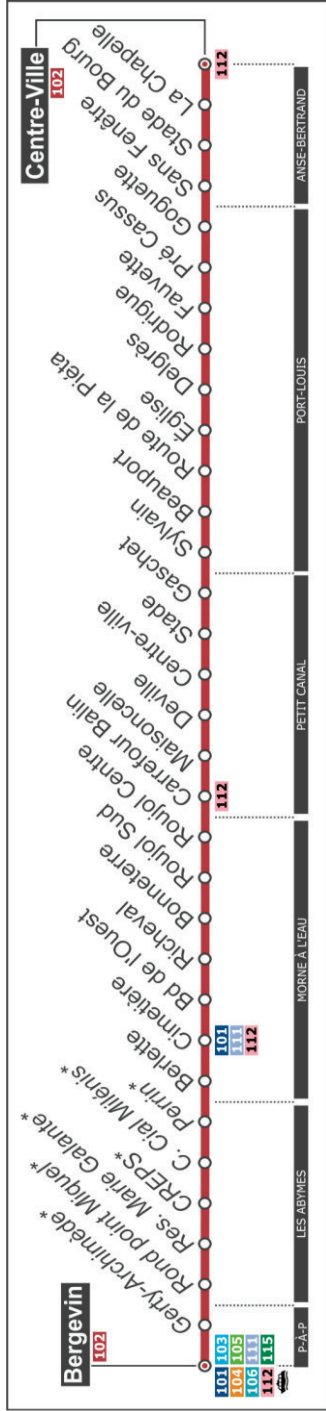 Bergevin
102
Gerty-Archimède*
Rond point Miquel*
Res. Marie Galante*
CREPS*
C. Cial Milénis*
Perrin*
Berlette
Cimetière
Bd de l'Ouest
Richeval
Bonneterre
Roujol Sud
Roujol Centre
Carrefour Balin
Maisoncelle
Deville
Centre-ville
Stade
Gaschet
Sylvain
Beauport
Route de la Piéta
Église
Delgrès
Rodrigue
Fauvette
Pré Cassus
Goguette
Sans Fenêtre
Stade du Bourg
La Chapelle
Centre-Ville
102
101 103
104 105
106 111
112 115
101
111
112
112
112
P-À-P
LES ABYMES
MORNE À L'EAU
PETIT CANAL
PORT-LOUIS
ANSE-BERTRAND